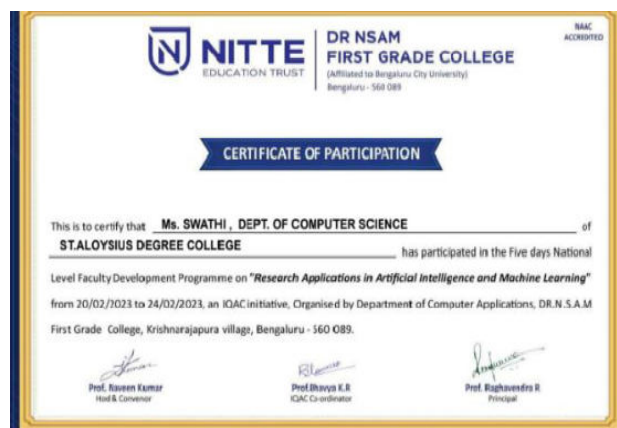 NITTE
EDUCATION TRUST
DR NSAM
FIRST GRADE COLLEGE
(Affiliated to Bengaluru City University)
Bengaluru - 560 089
NAAC
ACCREDITED
CERTIFICATE OF PARTICIPATION
This is to certify that Ms. SWATHI , DEPT. OF COMPUTER SCIENCE of
ST.ALOYSIUS DEGREE COLLEGE has participated in the Five days National
Level Faculty Development Programme on "Research Applications in Artificial Intelligence and Machine Learning"
from 20/02/2023 to 24/02/2023, an IQAC initiative, Organised by Department of Computer Applications, DR.N.S.A.M
First Grade College, Krishnarajapura village, Bengaluru - 560 089.
Prof. Naveen Kumar
Hod & Convenor
Prof.Bhavya K.R
IQAC Co-ordinator
Prof. Raghavendra R
Principal